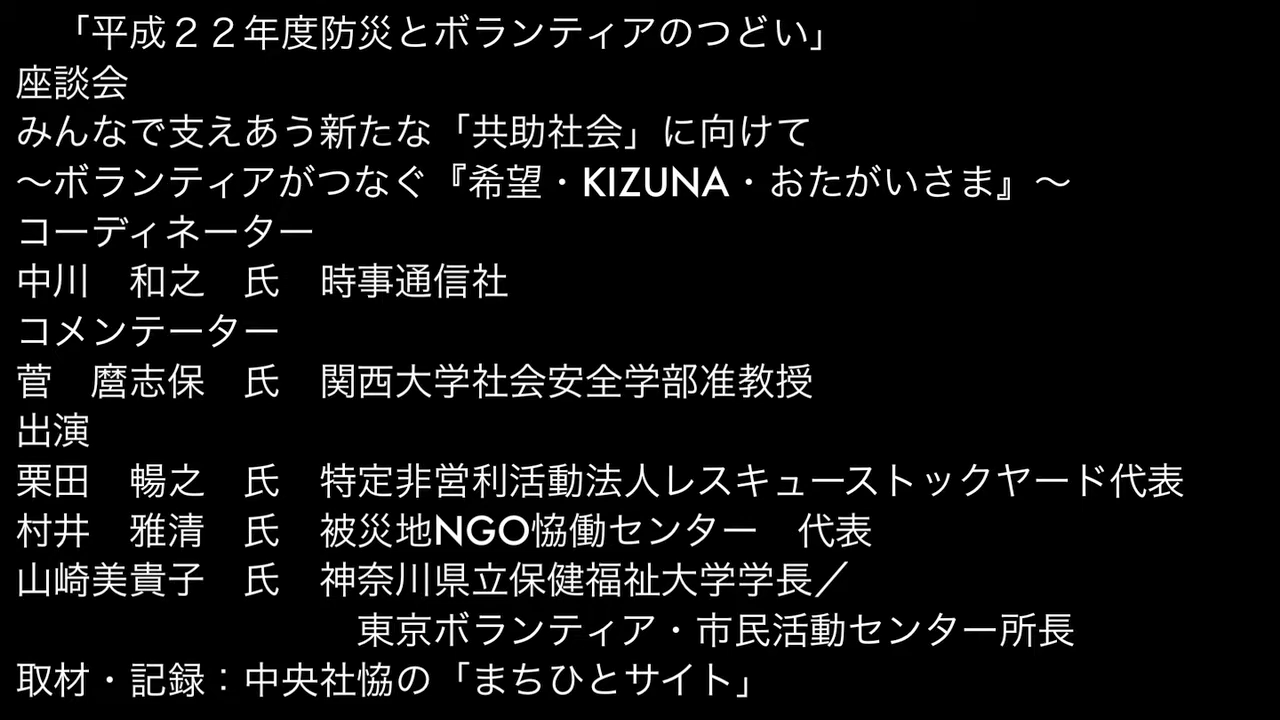 「平成２２年度防災とボランティアのつどい」
座談会
みんなで支えあう新たな「共助社会」に向けて
～ボランティアがつなぐ『希望・KIZUNA・おたがいさま』～
コーディネーター
中川　和之　氏　時事通信社
コメンテーター
菅　磨志保　氏　関西大学社会安全学部准教授
出演
栗田　暢之　氏　特定非営利活動法人レスキューストックヤード代表
村井　雅清　氏　被災地NGO恊働センター　代表
山崎美貴子　氏　神奈川県立保健福祉大学学長／
東京ボランティア・市民活動センター所長
取材・記録：中央社協の「まちひとサイト」